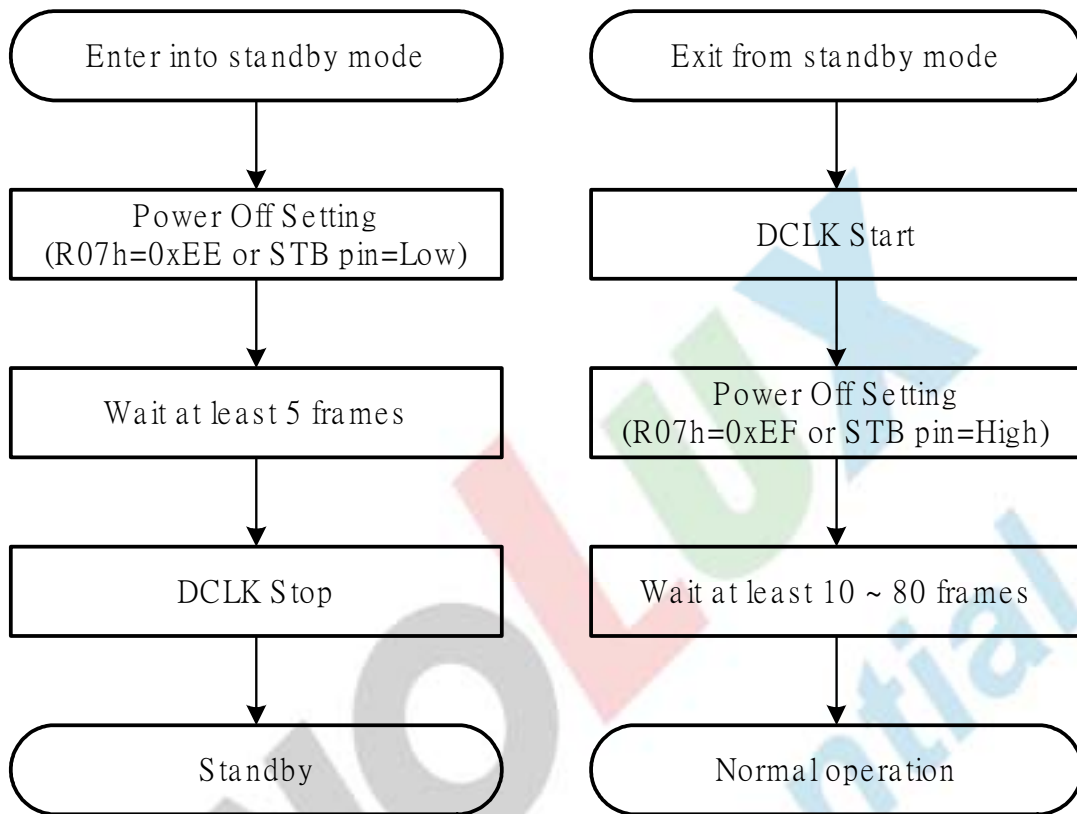 Enter into standby mode
Power Off Setting
(R07h=0xEE or STB pin=Low)
Wait at least 5 frames
DCLK Stop
Standby
Exit from standby mode
DCLK Start
Power Off Setting
(R07h=0xEF or STB pin=High)
Wait at least 10 ~ 80 frames
Normal operation